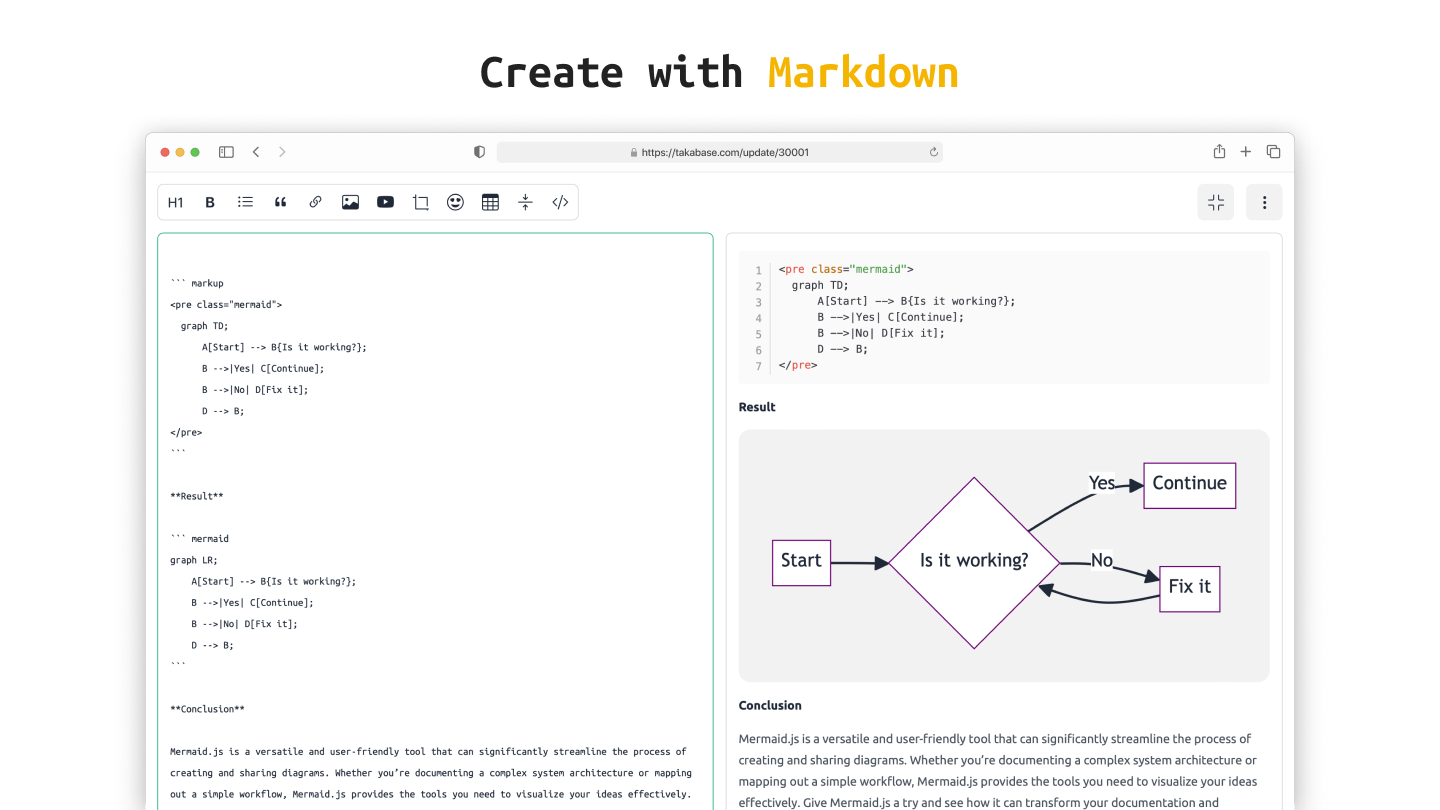 Create with Markdown
https://takabase.com/update/30001
H1 B
``` markup
<pre class="mermaid">
  graph TD;
      A[Start] --> B{Is it working?};
      B -->|Yes| C[Continue];
      B -->|No| D[Fix it];
      D --> B;
</pre>
```
**Result**
``` mermaid
graph LR;
    A[Start] --> B{Is it working?};
    B -->|Yes| C[Continue];
    B -->|No| D[Fix it];
    D --> B;
```
**Conclusion**
Mermaid.js is a versatile and user-friendly tool that can significantly streamline the process of
creating and sharing diagrams. Whether you’re documenting a complex system architecture or mapping
out a simple workflow, Mermaid.js provides the tools you need to visualize your ideas effectively.
1 <pre class="mermaid">
2   graph TD;
3       A[Start] --> B{Is it working?};
4       B -->|Yes| C[Continue];
5       B -->|No| D[Fix it];
6       D --> B;
7 </pre>
Result
Start
Is it working?
Yes
Continue
No
Fix it
Conclusion
Mermaid.js is a versatile and user-friendly tool that can significantly streamline the process of
creating and sharing diagrams. Whether you’re documenting a complex system architecture or
mapping out a simple workflow, Mermaid.js provides the tools you need to visualize your ideas
effectively. Give Mermaid.js a try and see how it can transform your documentation and